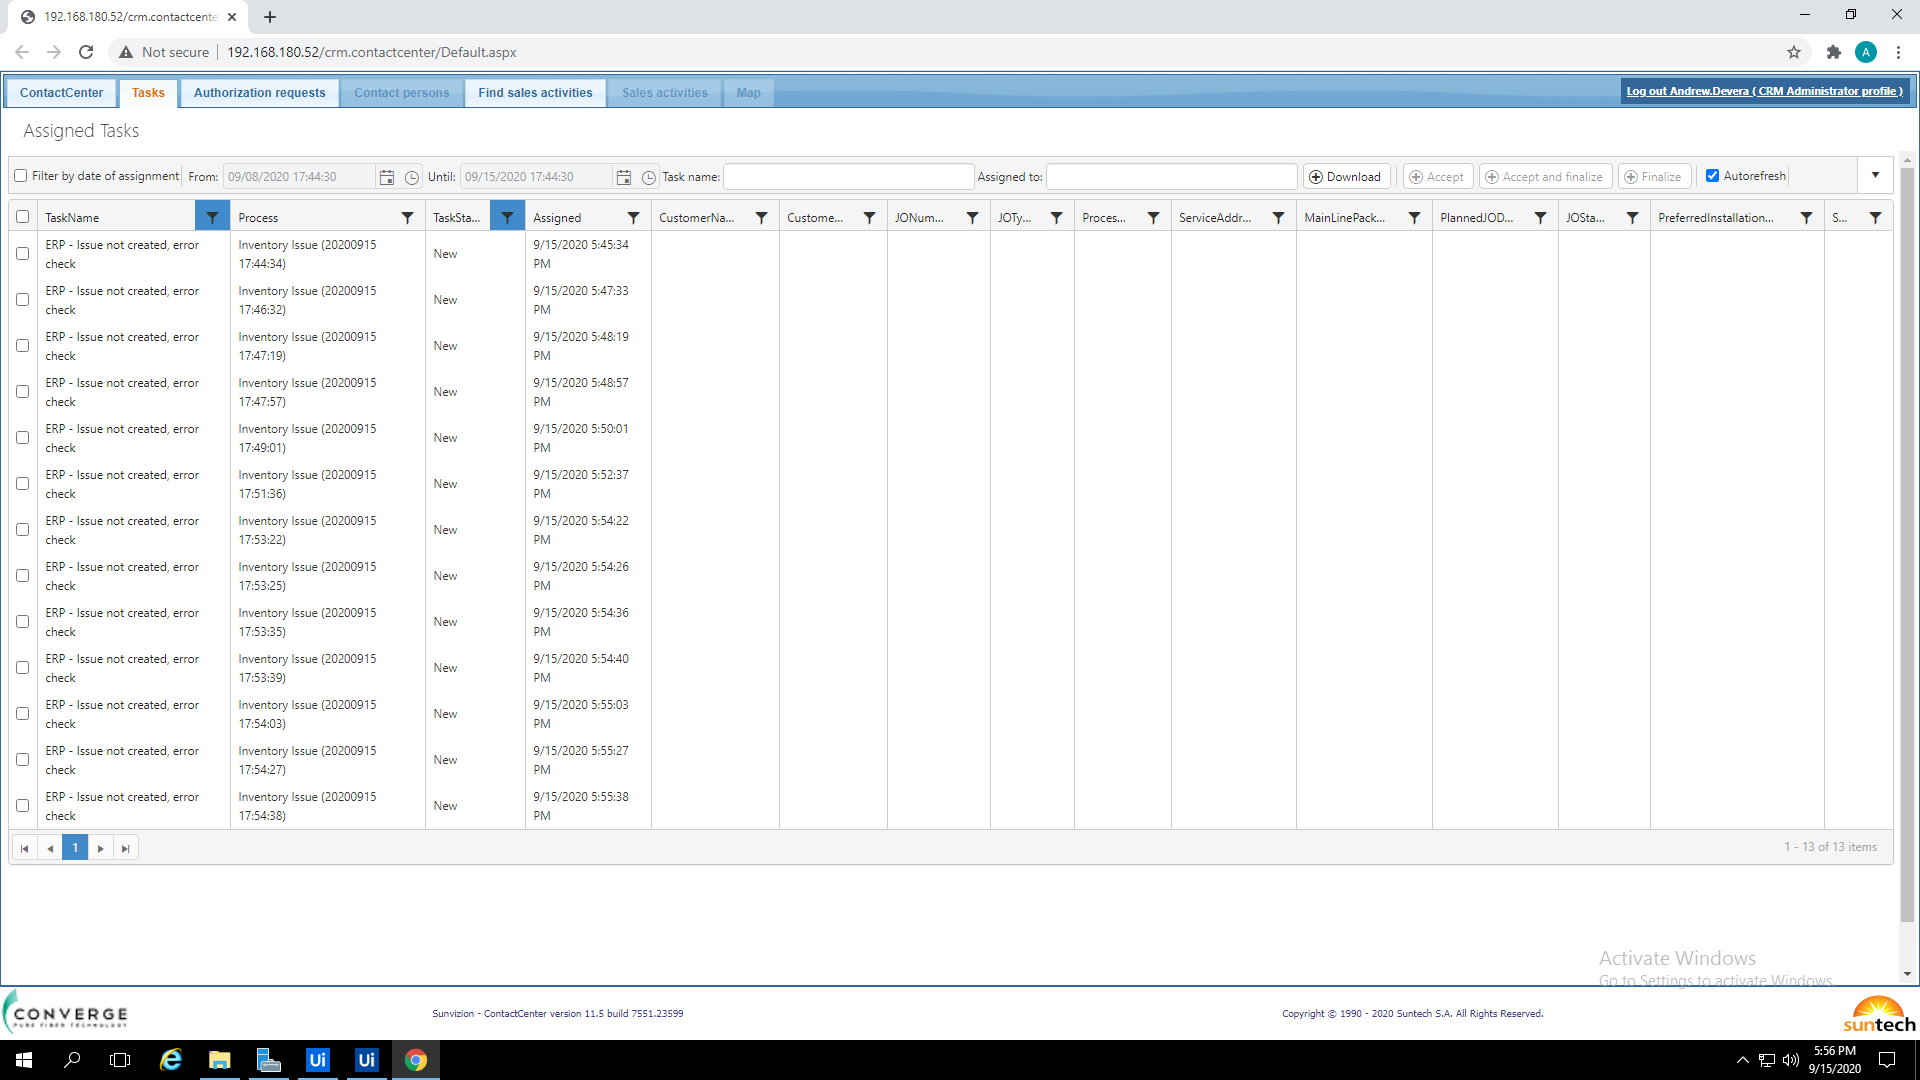 192.168.180.52/crm.contactcente
Not secure
192.168.180.52/crm.contactcenter/Default.aspx
A
ContactCenter
Tasks
Authorization requests
Contact persons
Find sales activities
Sales activities
Map
Log out Andrew.Devera ( CRM Administrator profile )
Assigned Tasks
Filter by date of assignment
From:
09/08/2020 17:44:30
Until:
09/15/2020 17:44:30
Task name:
Assigned to:
Download
Accept
Accept and finalize
Finalize
Autorefresh
TaskName
Process
TaskSta...
Assigned
CustomerNa...
Custome...
JONum...
JOTy...
Proces...
ServiceAddr...
MainLinePack...
PlannedJOD...
JOSta...
PreferredInstallation...
S...
ERP - Issue not created, error check
Inventory Issue (20200915 17:44:34)
New
9/15/2020 5:45:34 PM
ERP - Issue not created, error check
Inventory Issue (20200915 17:46:32)
New
9/15/2020 5:47:33 PM
ERP - Issue not created, error check
Inventory Issue (20200915 17:47:19)
New
9/15/2020 5:48:19 PM
ERP - Issue not created, error check
Inventory Issue (20200915 17:47:57)
New
9/15/2020 5:48:57 PM
ERP - Issue not created, error check
Inventory Issue (20200915 17:49:01)
New
9/15/2020 5:50:01 PM
ERP - Issue not created, error check
Inventory Issue (20200915 17:51:36)
New
9/15/2020 5:52:37 PM
ERP - Issue not created, error check
Inventory Issue (20200915 17:53:22)
New
9/15/2020 5:54:22 PM
ERP - Issue not created, error check
Inventory Issue (20200915 17:53:25)
New
9/15/2020 5:54:26 PM
ERP - Issue not created, error check
Inventory Issue (20200915 17:53:35)
New
9/15/2020 5:54:36 PM
ERP - Issue not created, error check
Inventory Issue (20200915 17:53:39)
New
9/15/2020 5:54:40 PM
ERP - Issue not created, error check
Inventory Issue (20200915 17:54:03)
New
9/15/2020 5:55:03 PM
ERP - Issue not created, error check
Inventory Issue (20200915 17:54:27)
New
9/15/2020 5:55:27 PM
ERP - Issue not created, error check
Inventory Issue (20200915 17:54:38)
New
9/15/2020 5:55:38 PM
1
1 - 13 of 13 items
Activate Windows
Go to Settings to activate Windows.
CONVERGE
PURE FIBER TECHNOLOGY
Sunvizion - ContactCenter version 11.5 build 7551.23599
Copyright © 1990 - 2020 Suntech S.A. All Rights Reserved.
suntech
Ui
Ui
5:56 PM
9/15/2020